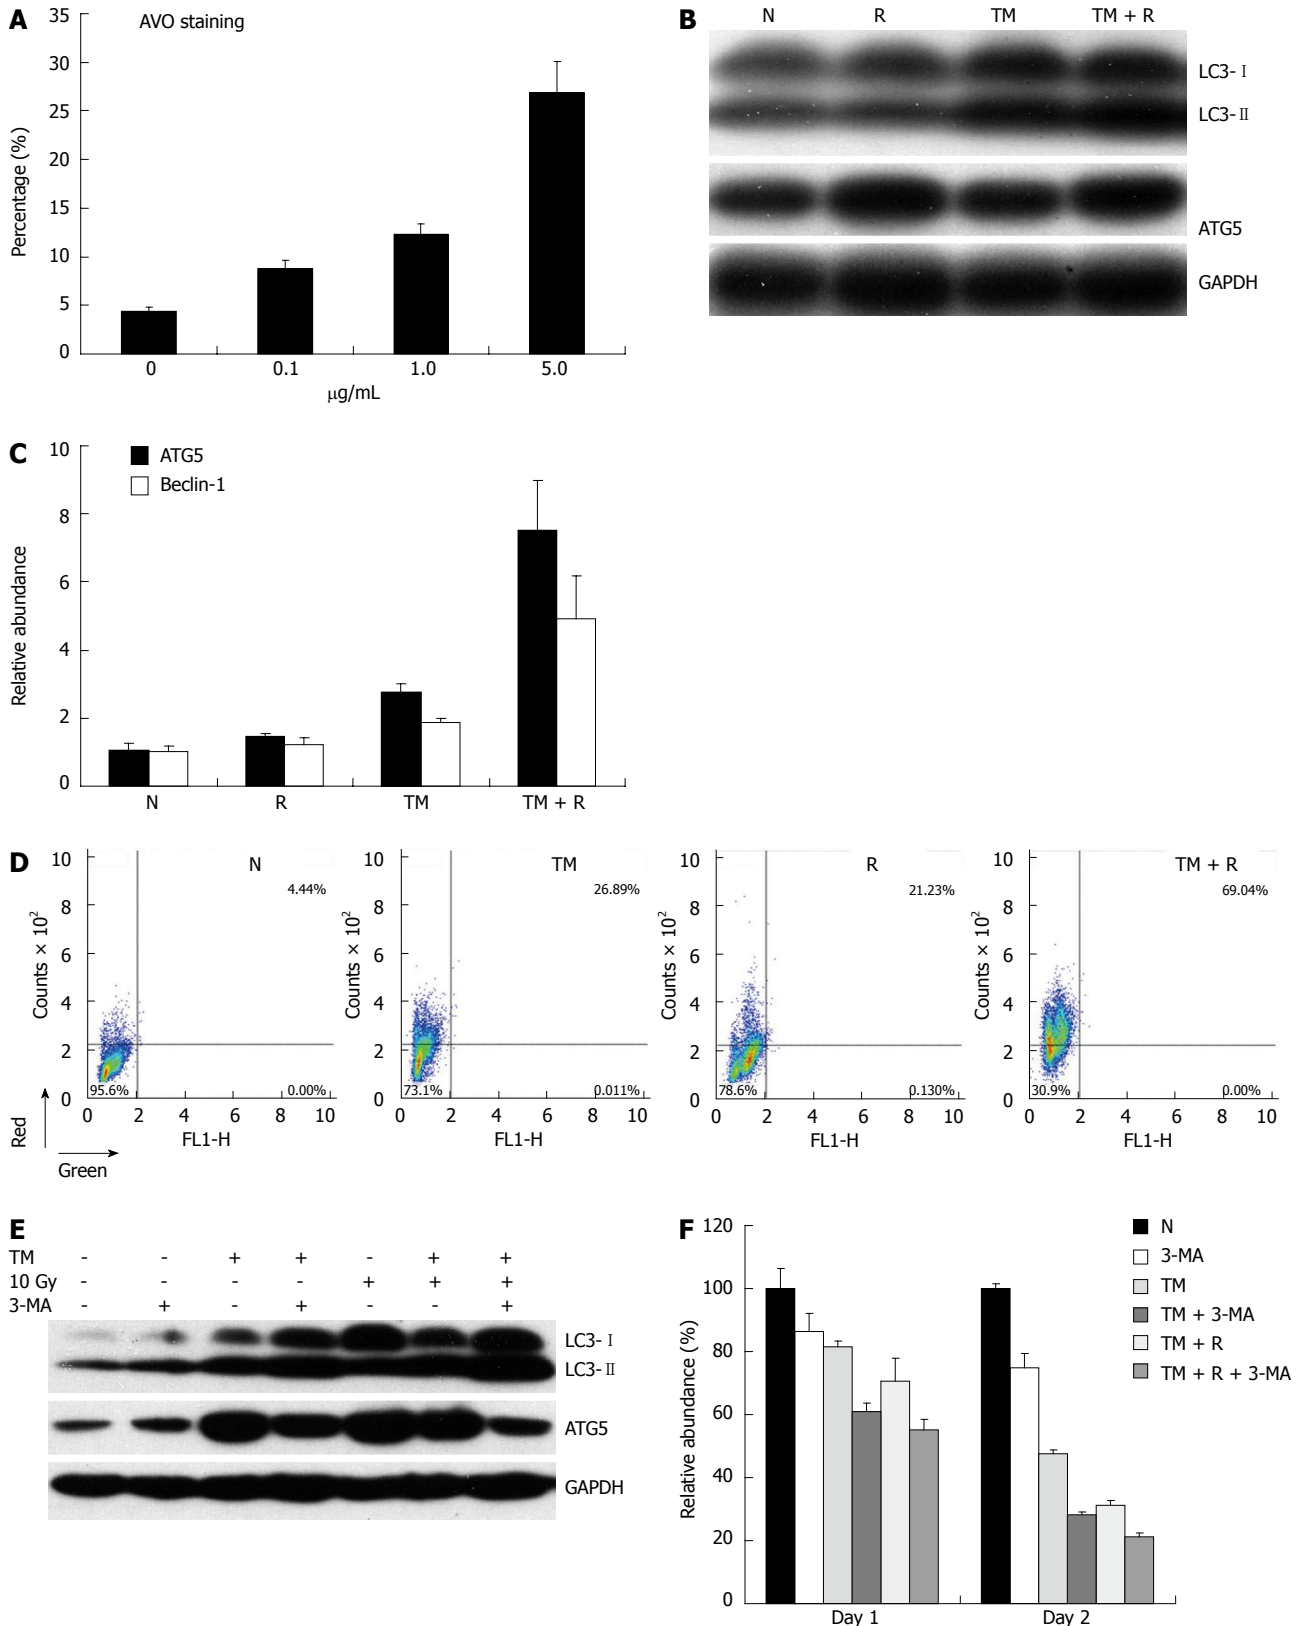 A
AVO staining
Percentage (%)
35
30
25
20
15
10
5
0
0 0.1 1.0 5.0
μg/mL
B
N R TM TM + R
LC3-Ⅰ
LC3-Ⅱ
ATG5
GAPDH
C
ATG5
Beclin-1
Relative abundance
10
8
6
4
2
0
N R TM TM + R
D
N
4.44%
95.6% 0.00%
Counts × 10²
10
8
6
4
2
0
0 2 4 6 8 10
FL1-H
Red
Green
TM
26.89%
73.1% 0.011%
Counts × 10²
10
8
6
4
2
0
0 2 4 6 8 10
FL1-H
R
21.23%
78.6% 0.130%
Counts × 10²
10
8
6
4
2
0
0 2 4 6 8 10
FL1-H
TM + R
69.04%
30.9% 0.00%
Counts × 10²
10
8
6
4
2
0
0 2 4 6 8 10
FL1-H
E
TM - - + + - + +
10 Gy - - - - + + +
3-MA - + - + - - +
LC3-Ⅰ
LC3-Ⅱ
ATG5
GAPDH
F
Relative abundance (%)
120
100
80
60
40
20
0
Day 1 Day 2
N
3-MA
TM
TM + 3-MA
TM + R
TM + R + 3-MA